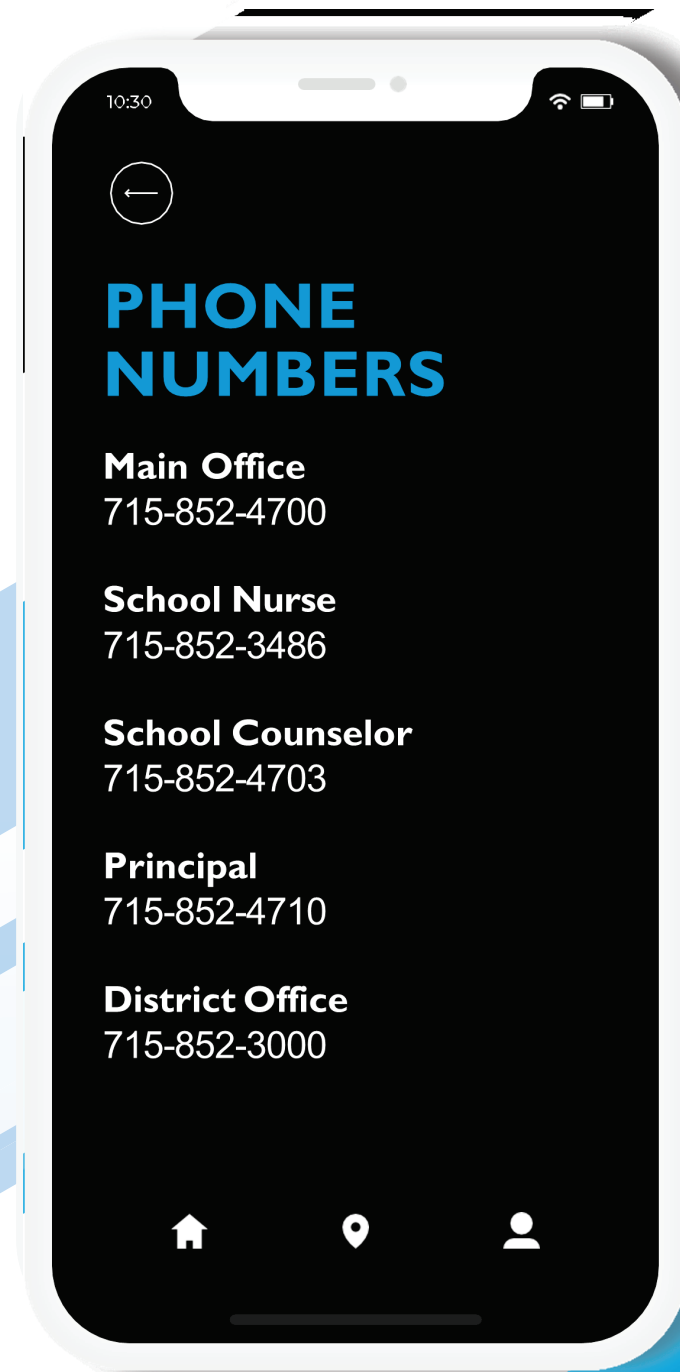 10:30
PHONE
NUMBERS
Main Office
715-852-4700
School Nurse
715-852-3486
School Counselor
715-852-4703
Principal
715-852-4710
District Office
715-852-3000